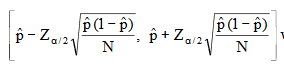 [p̂ − Z_{α/2}√(p̂(1−p̂)/N), p̂ + Z_{α/2}√(p̂(1−p̂)/N)]